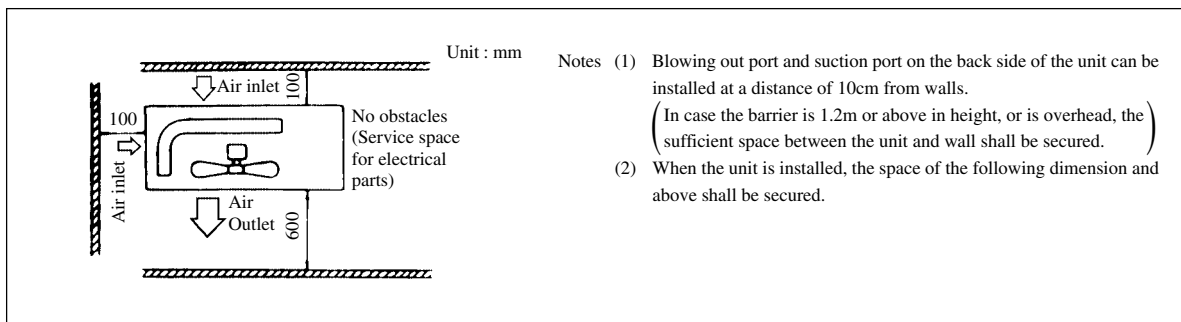 Unit : mm
Air inlet
100
100
Air inlet
No obstacles
(Service space
for electrical
parts)
Air
Outlet
600
Notes (1) Blowing out port and suction port on the back side of the unit can be
installed at a distance of 10cm from walls.
(In case the barrier is 1.2m or above in height, or is overhead, the
sufficient space between the unit and wall shall be secured.)
(2) When the unit is installed, the space of the following dimension and
above shall be secured.